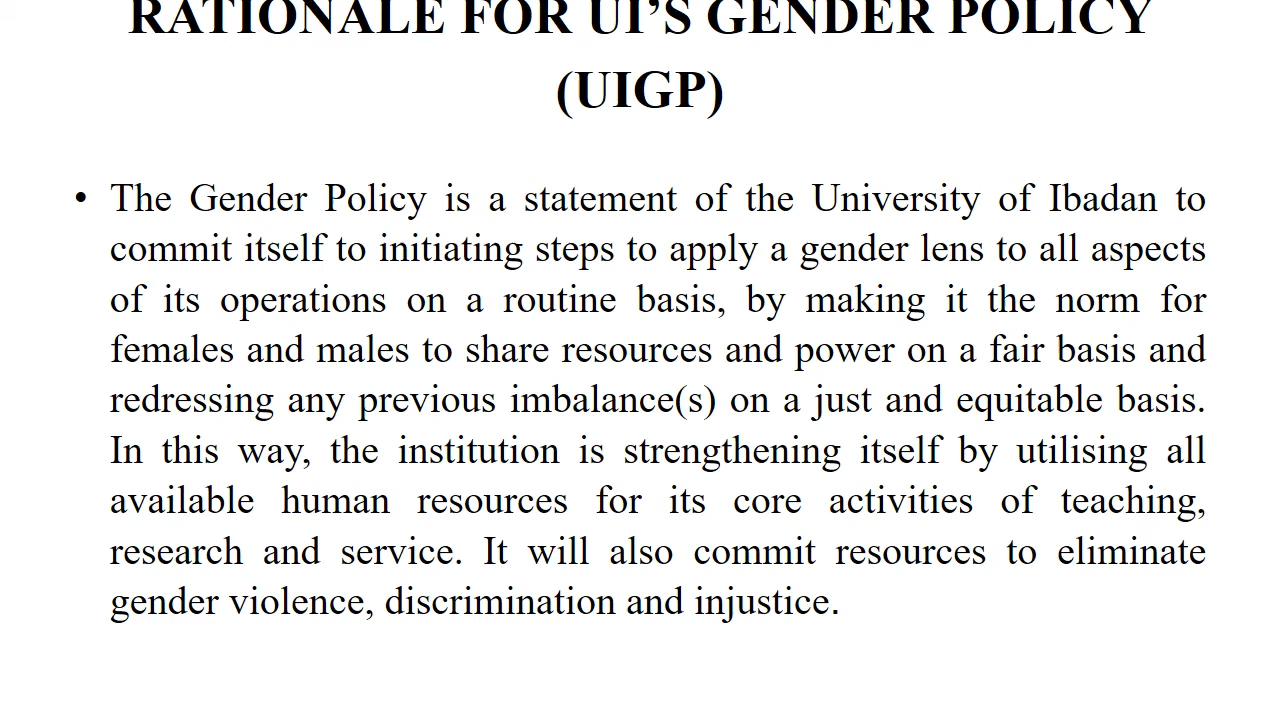 RATIONALE FOR UI'S GENDER POLICY
(UIGP)
• The Gender Policy is a statement of the University of Ibadan to
commit itself to initiating steps to apply a gender lens to all aspects
of its operations on a routine basis, by making it the norm for
females and males to share resources and power on a fair basis and
redressing any previous imbalance(s) on a just and equitable basis.
In this way, the institution is strengthening itself by utilising all
available human resources for its core activities of teaching,
research and service. It will also commit resources to eliminate
gender violence, discrimination and injustice.